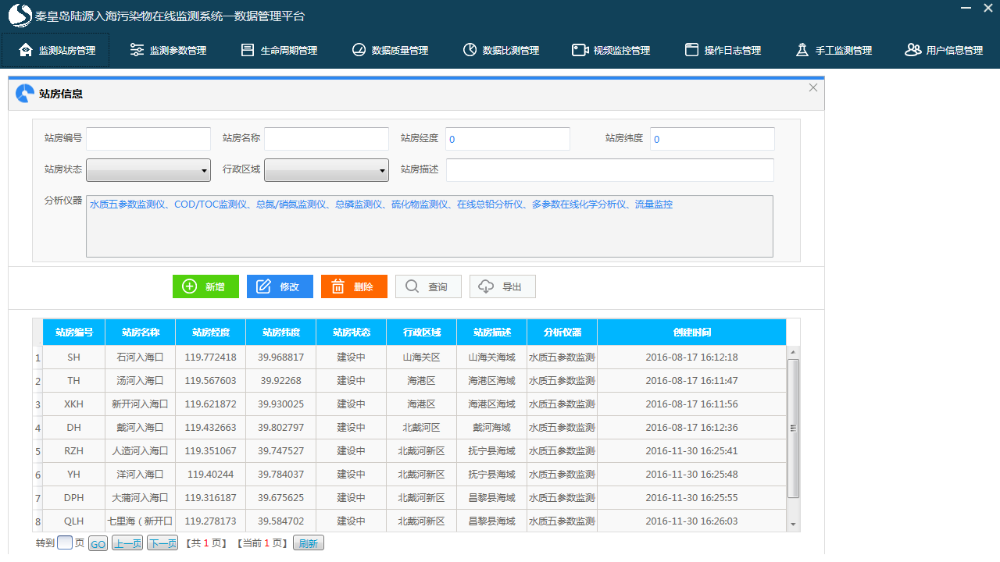 秦皇岛陆源入海污染物在线监测系统—数据管理平台
监测站房管理 监测参数管理 生命周期管理 数据质量管理 数据比测管理 视频监控管理 操作日志管理 手工监测管理 用户信息管理
站房信息
站房编号 站房名称 站房经度 0 站房纬度 0
站房状态 行政区域 站房描述
分析仪器 水质五参数监测仪、COD/TOC监测仪、总氮/硝氮监测仪、总磷监测仪、硫化物监测仪、在线总铅分析仪、多参数在线化学分析仪、流量监控
新增 修改 删除 查询 导出
站房编号 站房名称 站房经度 站房纬度 站房状态 行政区域 站房描述 分析仪器 创建时间
1 SH 石河入海口 119.772418 39.968817 建设中 山海关区 山海关海域 水质五参数监测 2016-08-17 16:12:18
2 TH 汤河入海口 119.567603 39.92268 建设中 海港区 海港区海域 水质五参数监测 2016-08-17 16:11:47
3 XKH 新开河入海口 119.621872 39.930025 建设中 海港区 海港区海域 水质五参数监测 2016-08-17 16:11:56
4 DH 戴河入海口 119.432663 39.802797 建设中 北戴河区 戴河海域 水质五参数监测 2016-08-17 16:12:36
5 RZH 人造河入海口 119.351067 39.747527 建设中 北戴河新区 抚宁县海域 水质五参数监测 2016-11-30 16:25:41
6 YH 洋河入海口 119.40244 39.784037 建设中 北戴河新区 抚宁县海域 水质五参数监测 2016-11-30 16:25:48
7 DPH 大蒲河入海口 119.316187 39.675625 建设中 北戴河新区 昌黎县海域 水质五参数监测 2016-11-30 16:25:55
8 QLH 七里海（新开口 119.278173 39.584702 建设中 北戴河新区 昌黎县海域 水质五参数监测 2016-11-30 16:26:03
转到 页 GO 上一页 下一页 【共 1 页】 【当前 1 页】 刷新